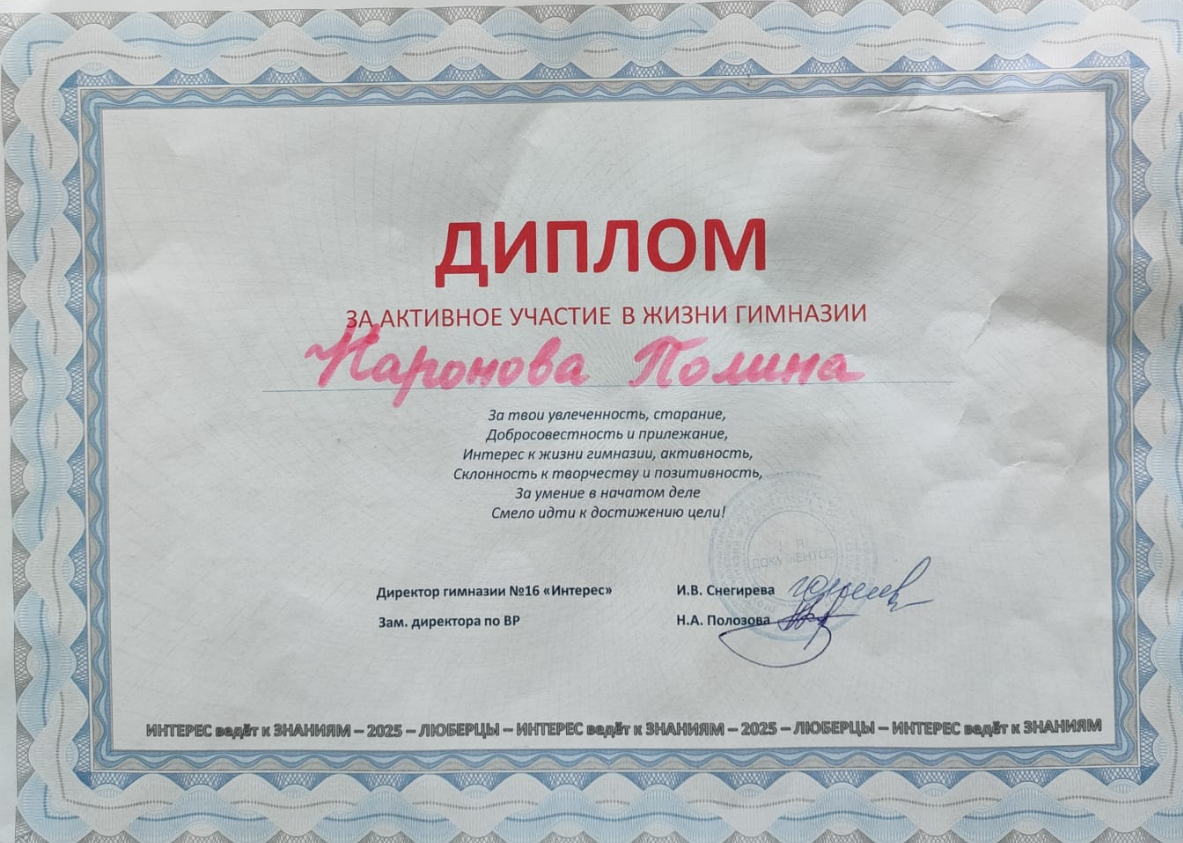 ДИПЛОМ
ЗА АКТИВНОЕ УЧАСТИЕ В ЖИЗНИ ГИМНАЗИИ
Каронова Полина
За твои увлеченность, старание,
Добросовестность и прилежание,
Интерес к жизни гимназии, активность,
Склонность к творчеству и позитивность,
За умение в начатом деле
Смело идти к достижению цели!
ДОКУМЕНТОВ
Директор гимназии №16 «Интерес» И.В. Снегирева
Зам. директора по ВР Н.А. Полозова
ИНТЕРЕС ведёт к ЗНАНИЯМ – 2025 – ЛЮБЕРЦЫ – ИНТЕРЕС ведёт к ЗНАНИЯМ – 2025 – ЛЮБЕРЦЫ – ИНТЕРЕС ведёт к ЗНАНИЯМ